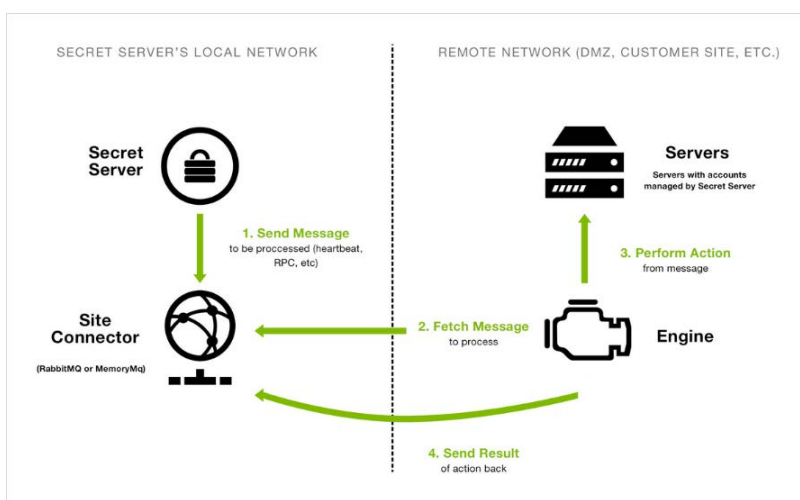 SECRET SERVER'S LOCAL NETWORK
REMOTE NETWORK (DMZ, CUSTOMER SITE, ETC.)
Secret
Server
Servers
Servers with accounts
managed by Secret Server
1. Send Message
to be proccessed (heartbeat,
RPC, etc)
3. Perform Action
from message
Site
Connector
(RabbitMQ or MemoryMq)
2. Fetch Message
to process
Engine
4. Send Result
of action back